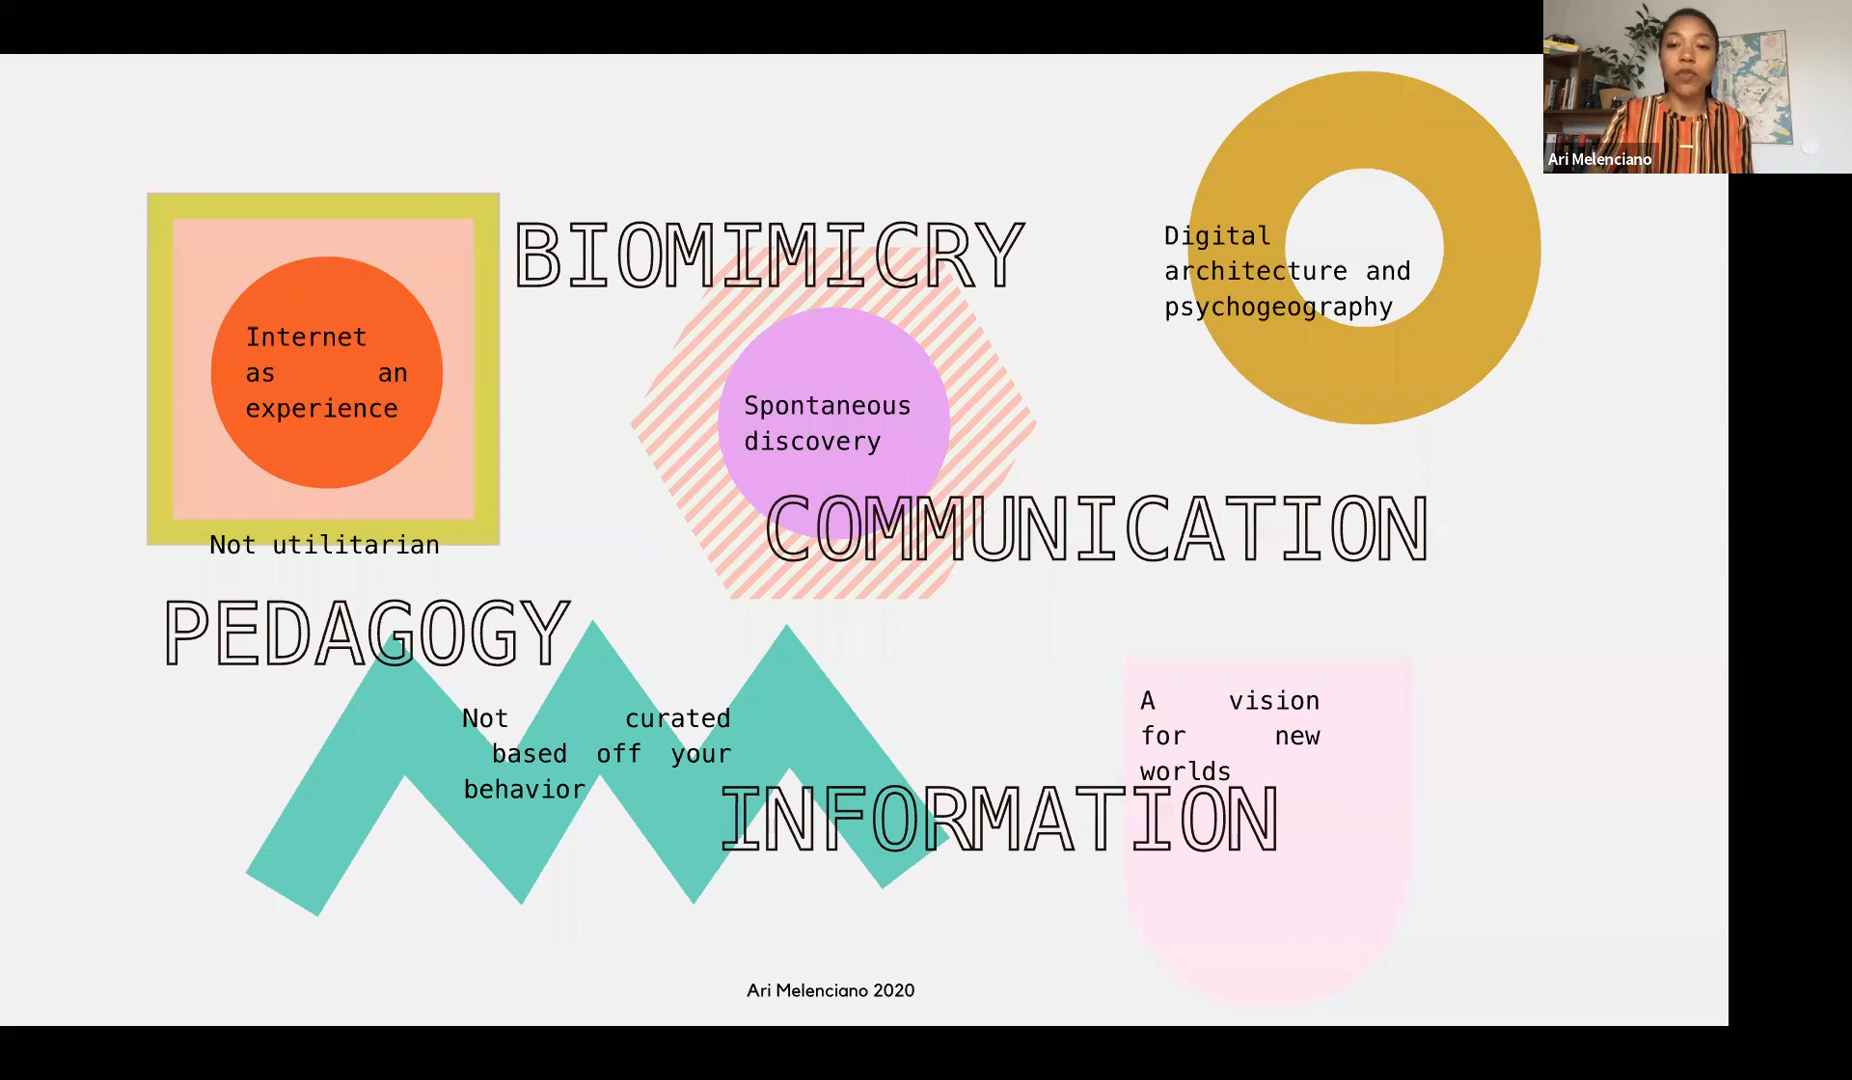 Ari Melenciano
BIOMIMICRY
Digital
architecture and
psychogeography
Internet
as an
experience
Spontaneous
discovery
COMMUNICATION
Not utilitarian
PEDAGOGY
Not curated
based off your
behavior
A vision
for new
worlds
INFORMATION
Ari Melenciano 2020